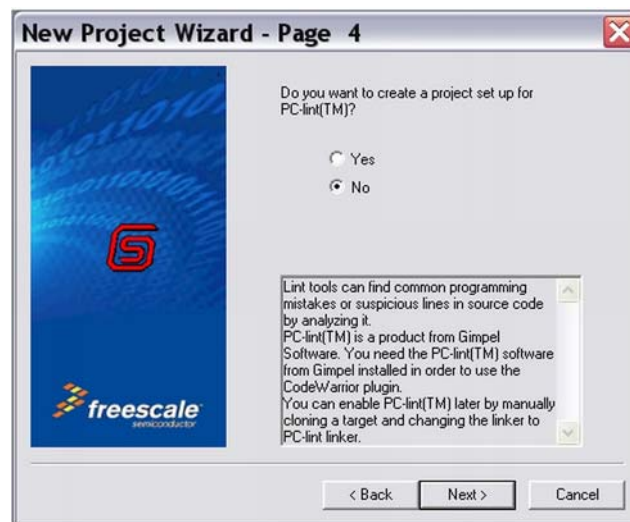 New Project Wizard - Page 4
Do you want to create a project set up for
PC-lint(TM)?
Yes
No
Lint tools can find common programming
mistakes or suspicious lines in source code
by analyzing it.
PC-lint(TM) is a product from Gimpel
Software. You need the PC-lint(TM) software
from Gimpel installed in order to use the
CodeWarrior plugin.
You can enable PC-lint(TM) later by manually
cloning a target and changing the linker to
PC-lint linker.
freescale
semiconductor
< Back Next > Cancel